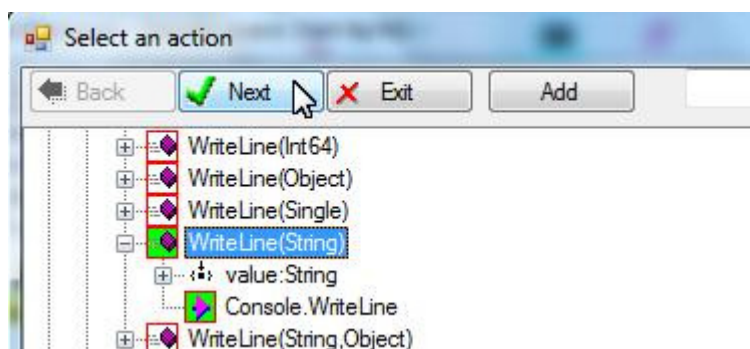 Select an action
Back Next Exit Add
WriteLine(Int64)
WriteLine(Object)
WriteLine(Single)
WriteLine(String)
value:String
Console.WriteLine
WriteLine(String,Object)